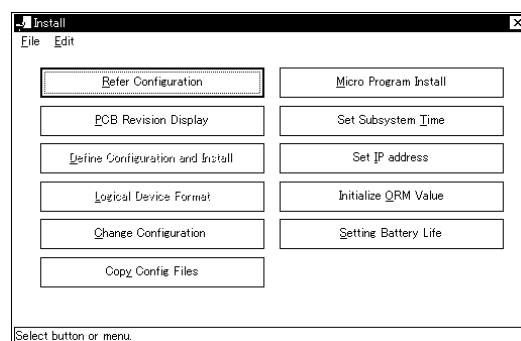 Install
File Edit
Refer Configuration
PCB Revision Display
Define Configuration and Install
Logical Device Format
Change Configuration
Copy Config Files
Micro Program Install
Set Subsystem Time
Set IP address
Initialize ORM Value
Setting Battery Life
Select button or menu.